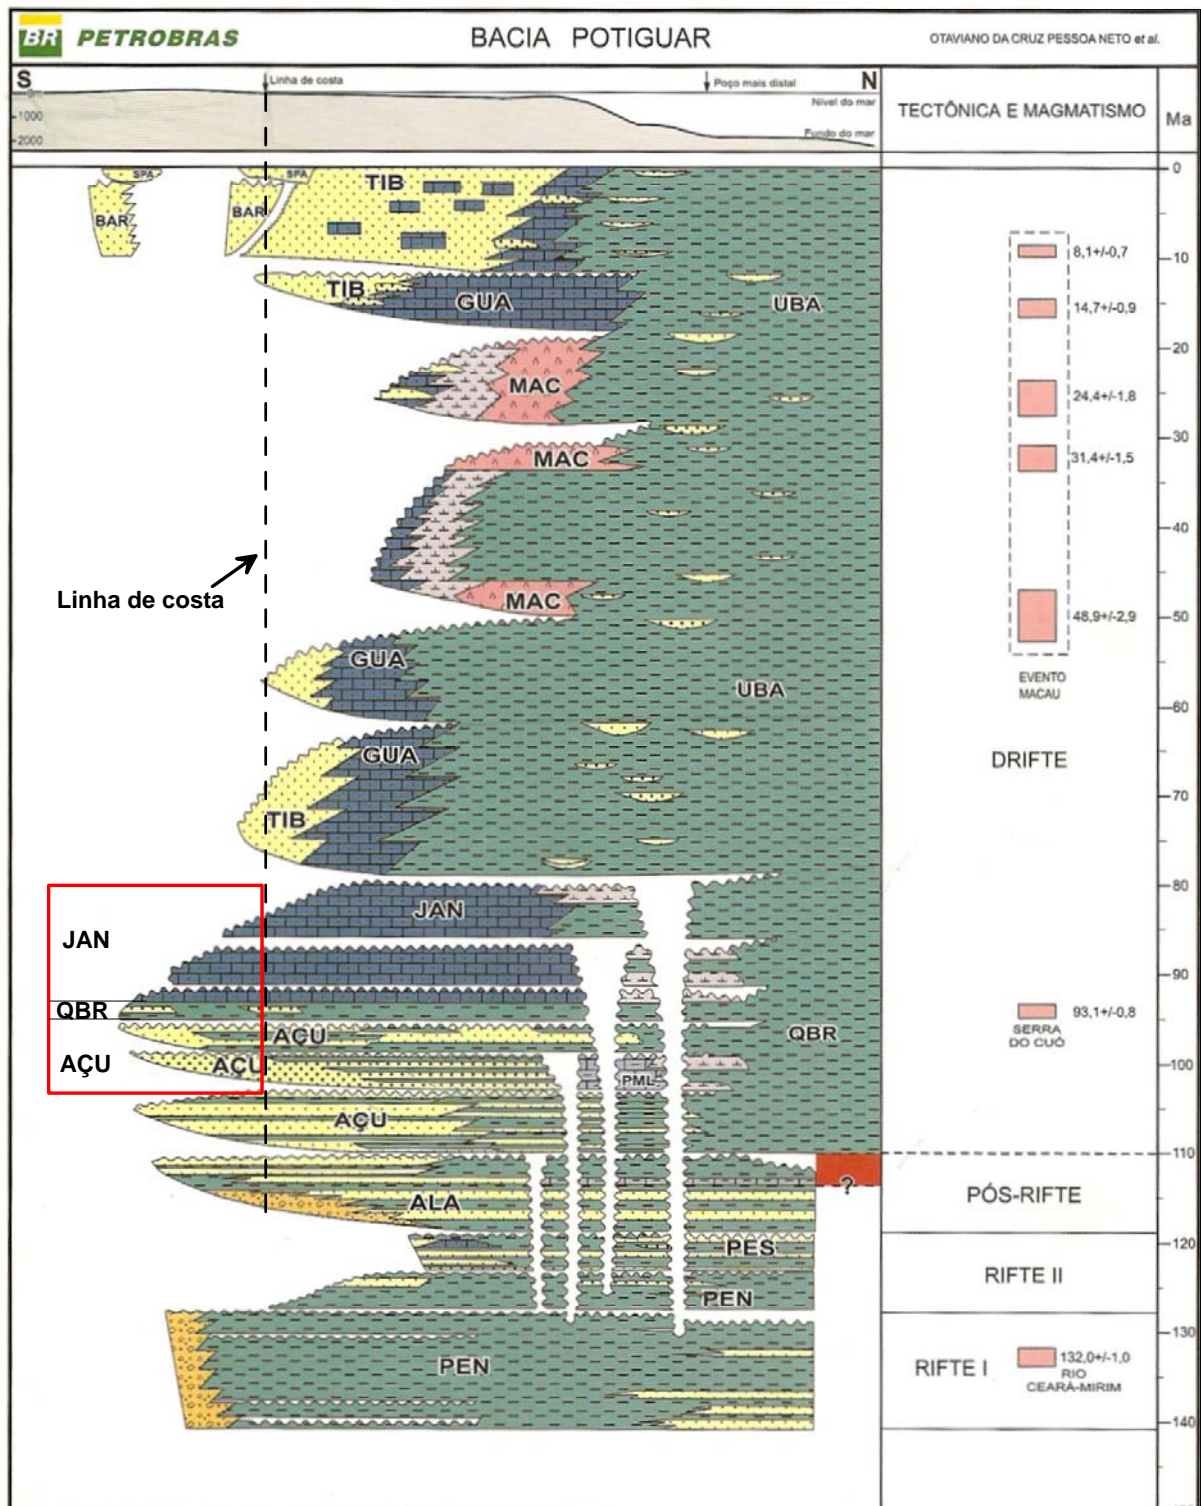 BR PETROBRAS
BACIA POTIGUAR
OTAVIANO DA CRUZ PESSOA NETO et al.
S
Linha de costa
Poço mais distal
N
0m
Nível do mar
1000
2000
Fundo do mar
TECTÔNICA E MAGMATISMO
Ma
0
SPA
SPA
TIB
BAR
BAR
8,1+/-0,7
10
TIB
GUA
UBA
14,7+/-0,9
20
MAC
24,4+/-1,8
30
MAC
31,4+/-1,5
40
Linha de costa
MAC
48,9+/-2,9
50
GUA
EVENTO
MACAU
UBA
60
GUA
DRIFTE
70
TIB
80
JAN
JAN
90
QBR
93,1+/-0,8
SERRA
DO CUÓ
AÇU
QBR
AÇU
AÇU
PML
100
AÇU
110
?
ALA
PÓS-RIFTE
PES
120
RIFTE II
PEN
130
PEN
RIFTE I
132,0+/-1,0
RIO
CEARÁ-MIRIM
140